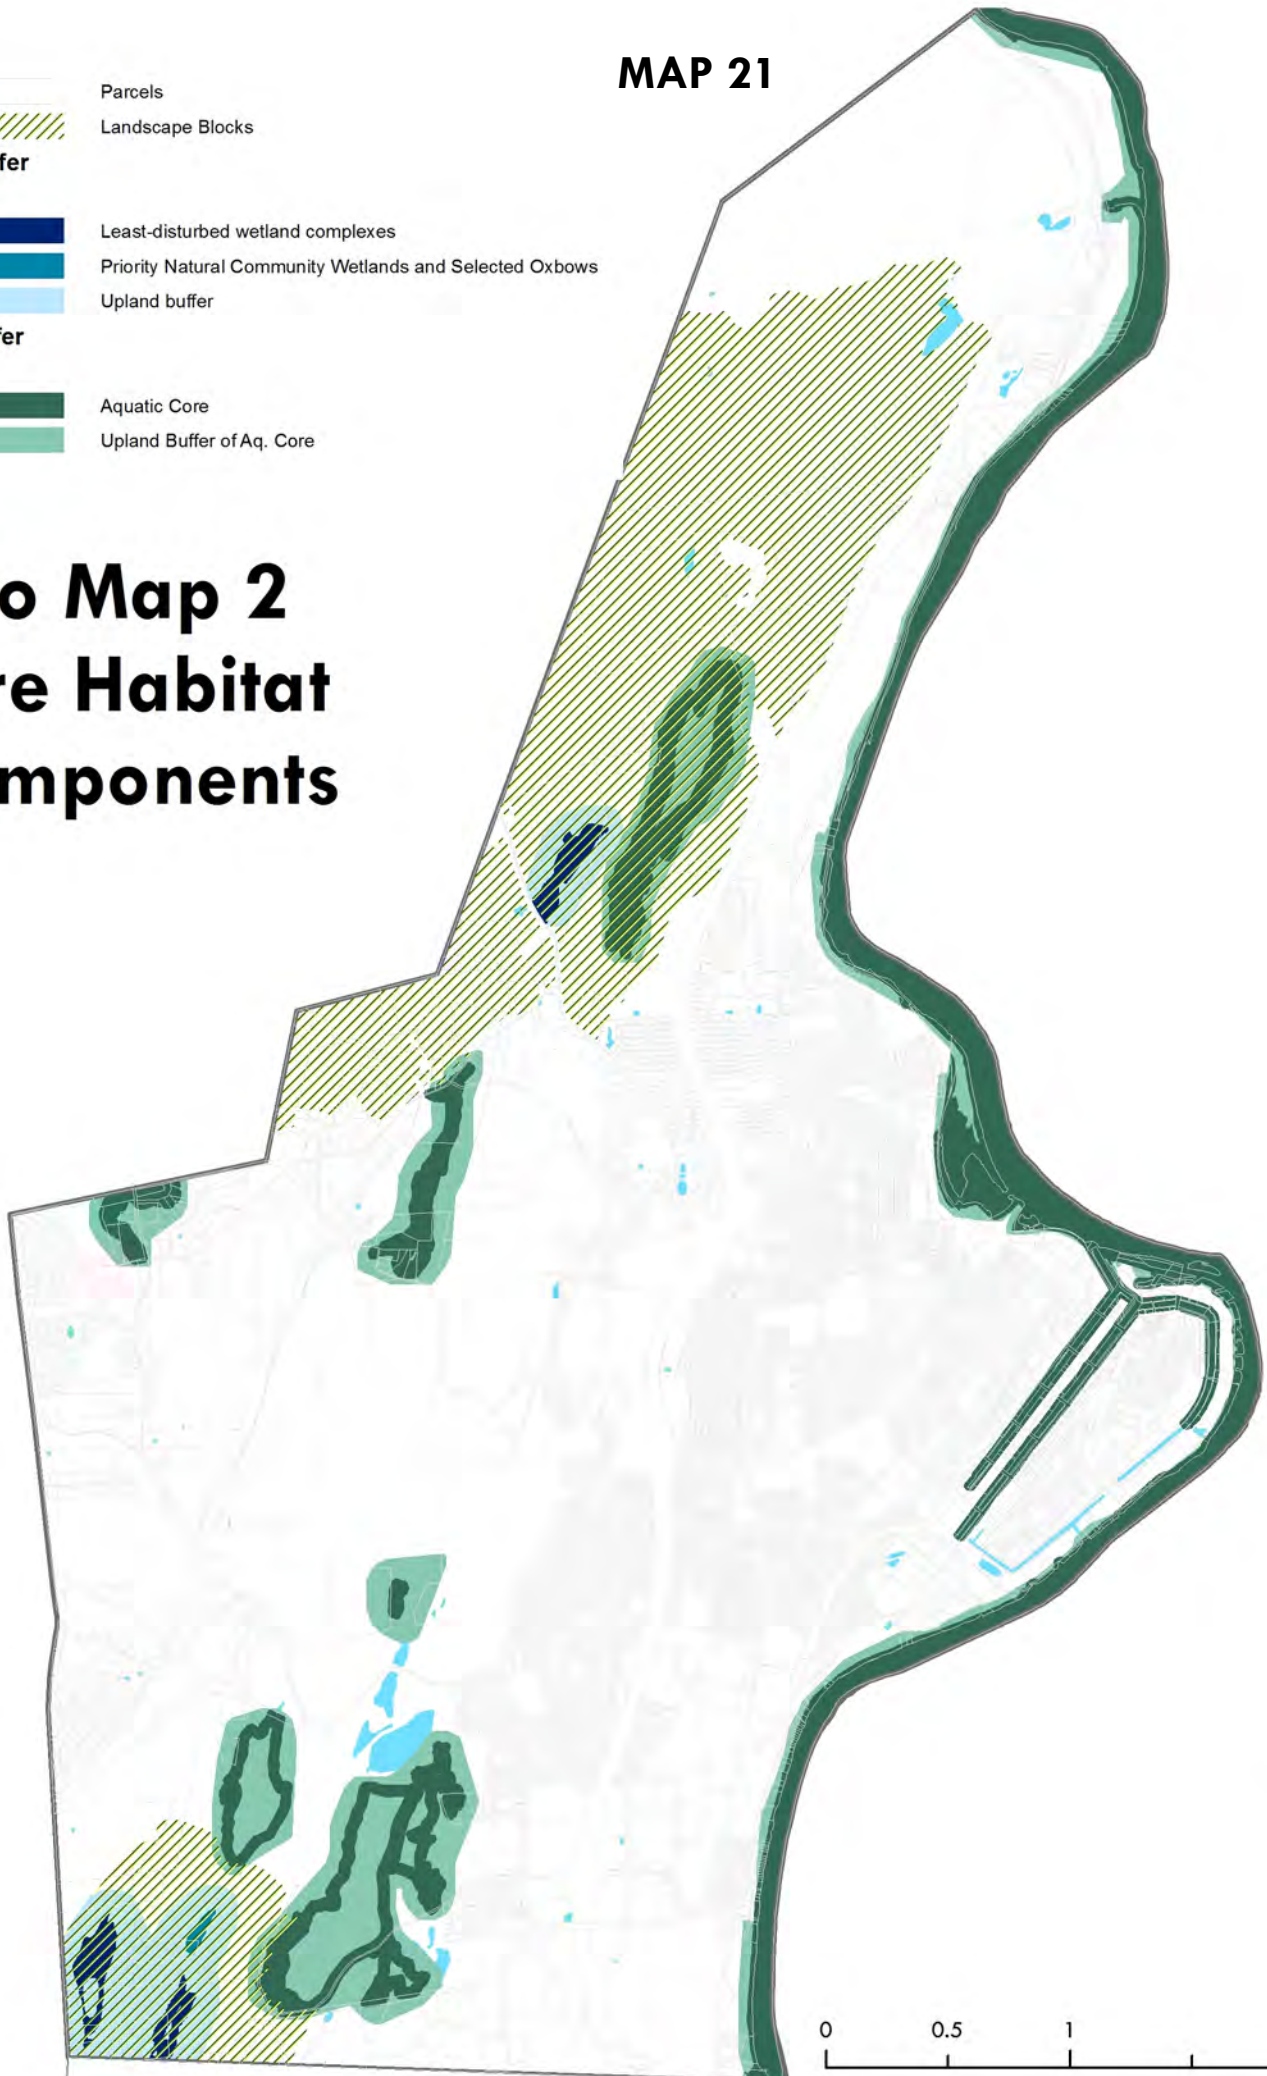 MAP 21
Parcels
Landscape Blocks
fer
Least-disturbed wetland complexes
Priority Natural Community Wetlands and Selected Oxbows
Upland buffer
fer
Aquatic Core
Upland Buffer of Aq. Core
o Map 2
re Habitat
mponents
0 0.5 1